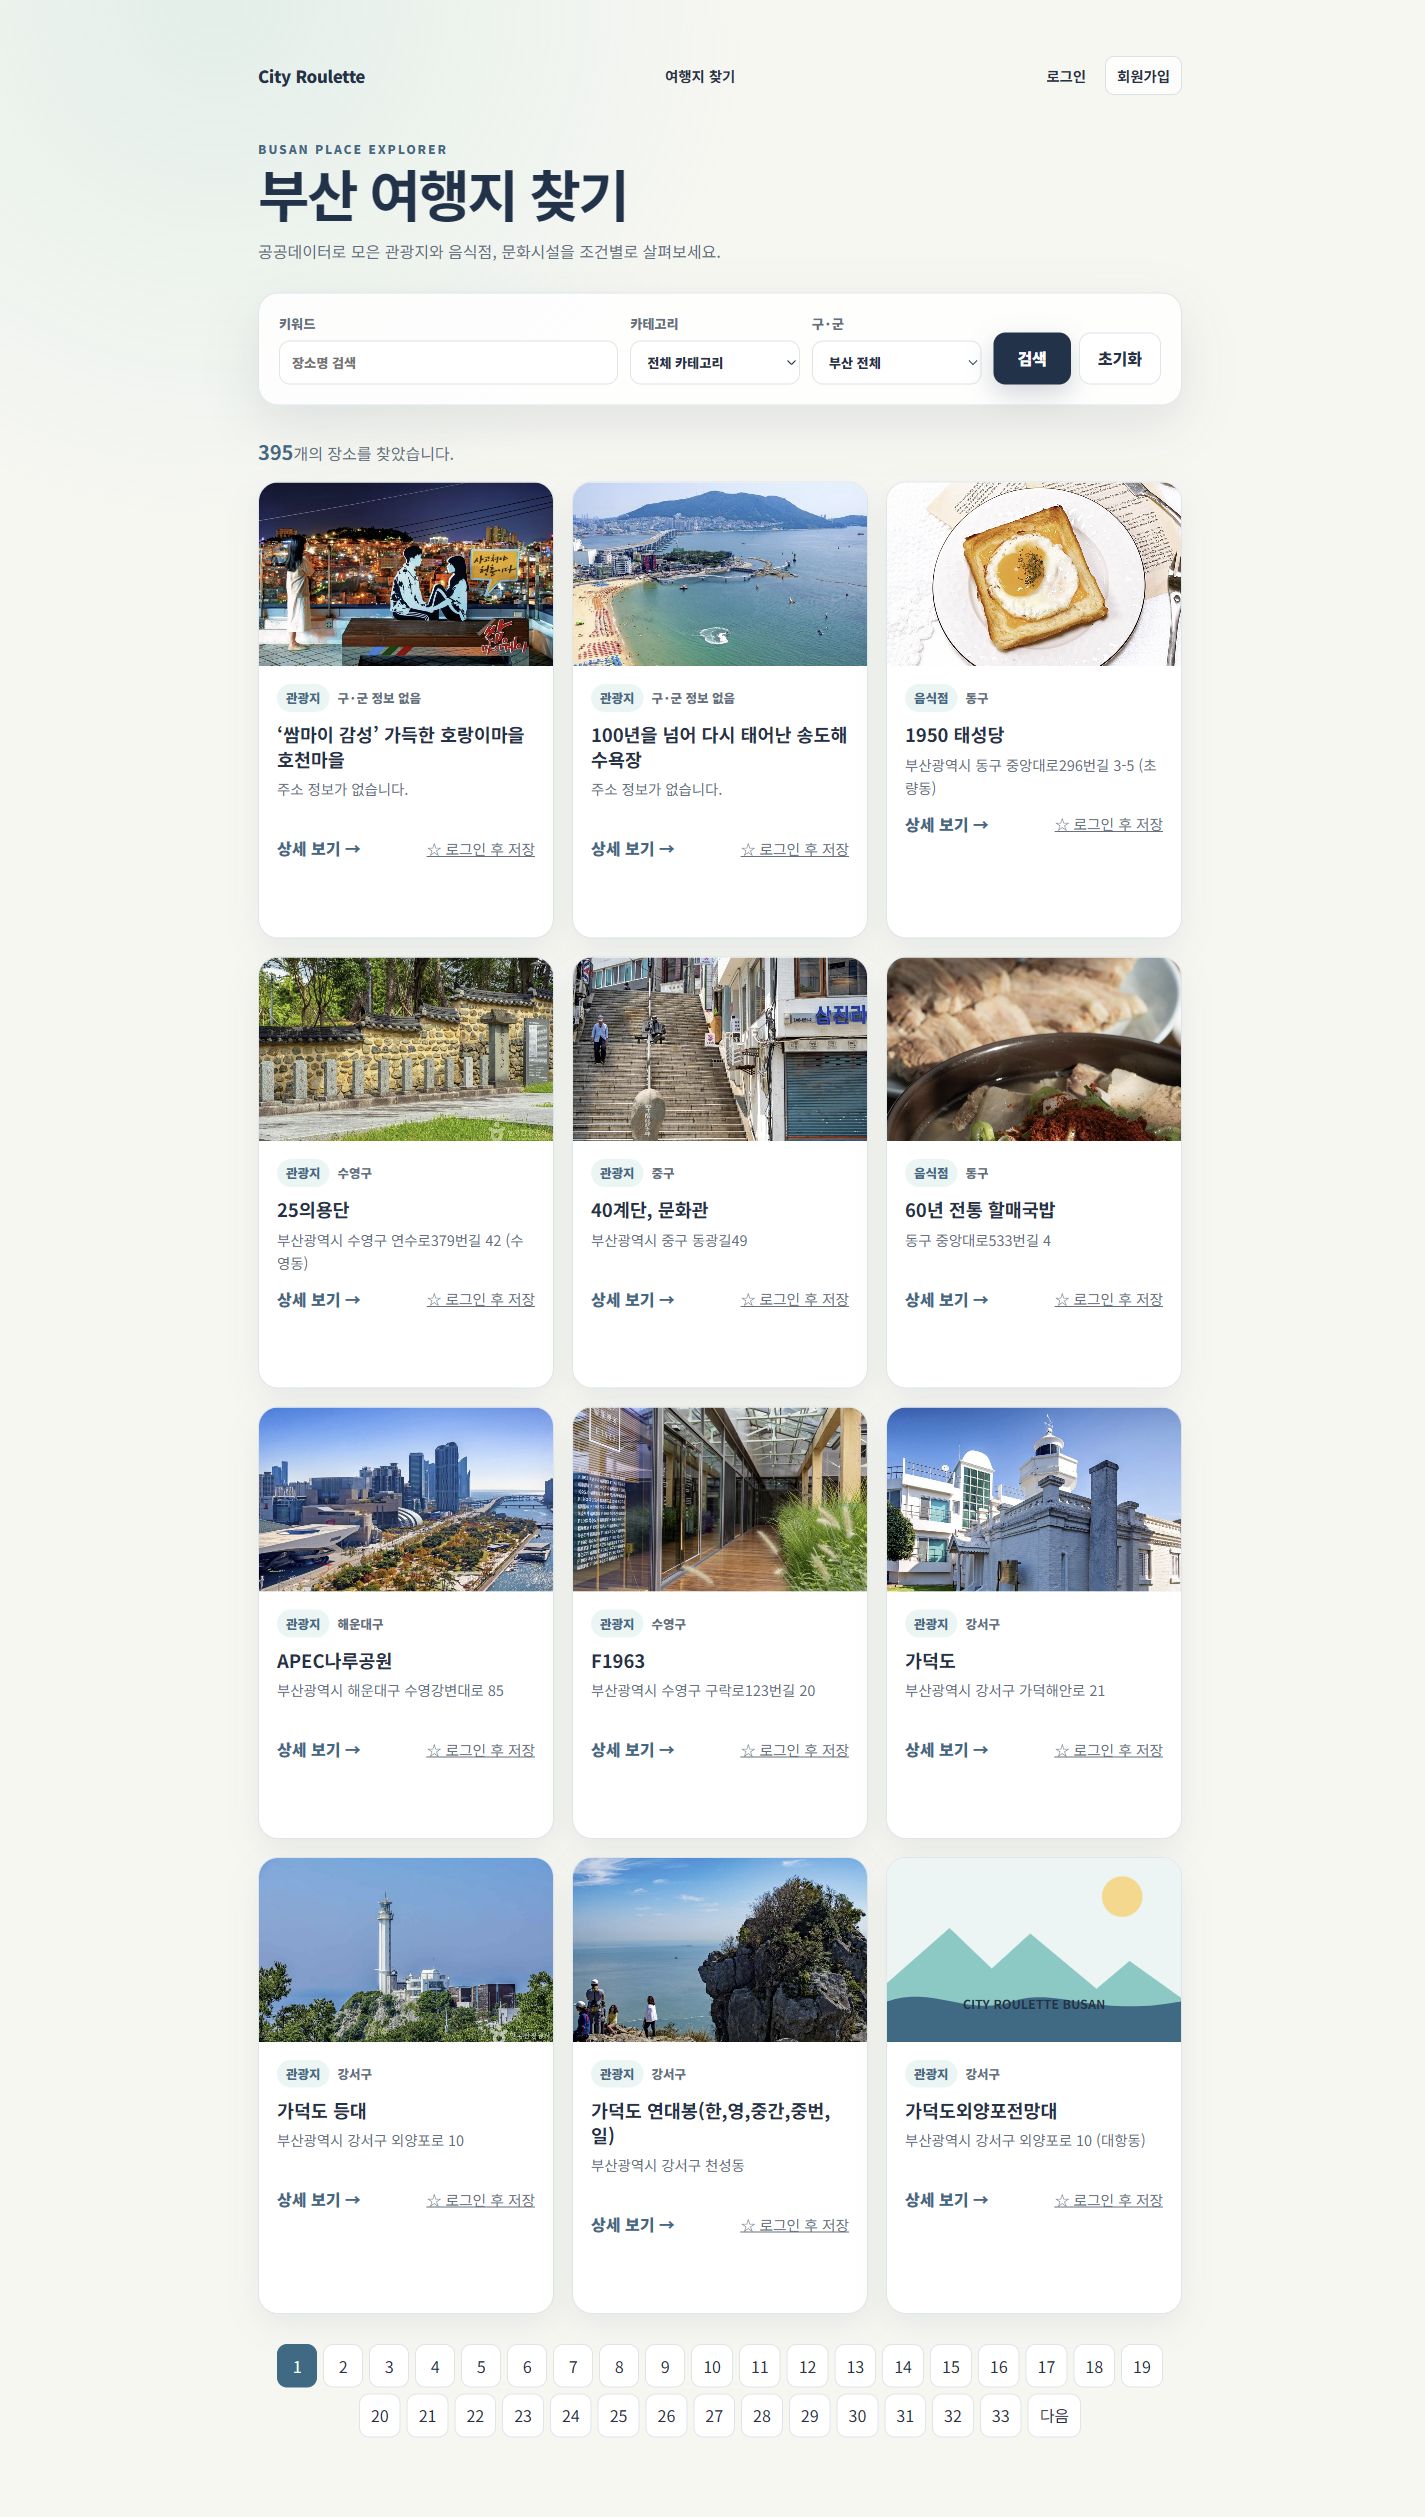 City Roulette
여행지 찾기
로그인
회원가입
BUSAN PLACE EXPLORER
부산 여행지 찾기
공공데이터로 모은 관광지와 음식점, 문화시설을 조건별로 살펴보세요.
키워드
카테고리
구·군
장소명 검색
전체 카테고리
부산 전체
검색
초기화
395개의 장소를 찾았습니다.
관광지 구·군 정보 없음
‘쌈마이 감성’ 가득한 호랑이마을
호천마을
주소 정보가 없습니다.
상세 보기 → ☆ 로그인 후 저장
관광지 구·군 정보 없음
100년을 넘어 다시 태어난 송도해
수욕장
주소 정보가 없습니다.
상세 보기 → ☆ 로그인 후 저장
음식점 동구
1950 태성당
부산광역시 동구 중앙대로296번길 3-5 (초
량동)
상세 보기 → ☆ 로그인 후 저장
관광지 수영구
25의용단
부산광역시 수영구 연수로379번길 42 (수
영동)
상세 보기 → ☆ 로그인 후 저장
삼진라
관광지 중구
40계단, 문화관
부산광역시 중구 동광길49
상세 보기 → ☆ 로그인 후 저장
음식점 동구
60년 전통 할매국밥
동구 중앙대로533번길 4
상세 보기 → ☆ 로그인 후 저장
관광지 해운대구
APEC나루공원
부산광역시 해운대구 수영강변대로 85
상세 보기 → ☆ 로그인 후 저장
관광지 수영구
F1963
부산광역시 수영구 구락로123번길 20
상세 보기 → ☆ 로그인 후 저장
관광지 강서구
가덕도
부산광역시 강서구 가덕해안로 21
상세 보기 → ☆ 로그인 후 저장
관광지 강서구
가덕도 등대
부산광역시 강서구 외양포로 10
상세 보기 → ☆ 로그인 후 저장
관광지 강서구
가덕도 연대봉(한,영,중간,중번,
일)
부산광역시 강서구 천성동
상세 보기 → ☆ 로그인 후 저장
CITY ROULETTE BUSAN
관광지 강서구
가덕도외양포전망대
부산광역시 강서구 외양포로 10 (대항동)
상세 보기 → ☆ 로그인 후 저장
1 2 3 4 5 6 7 8 9 10 11 12 13 14 15 16 17 18 19
20 21 22 23 24 25 26 27 28 29 30 31 32 33 다음